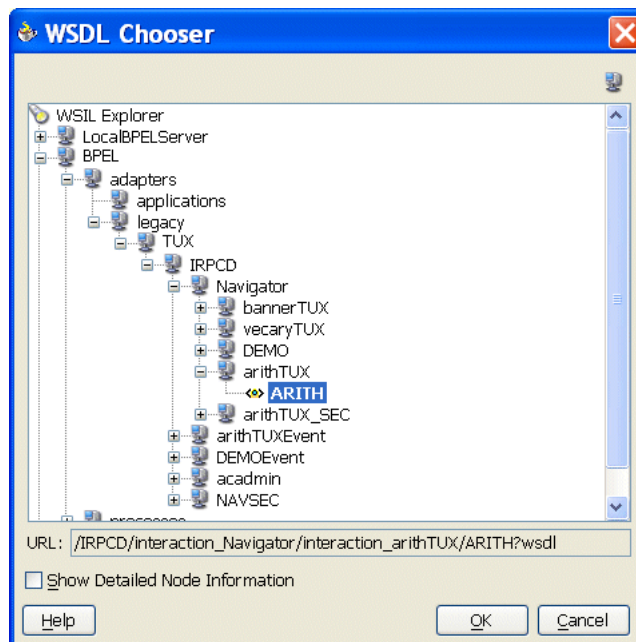 WSDL Chooser
WSIL Explorer
LocalBPELServer
BPEL
adapters
applications
legacy
TUX
IRPCD
Navigator
bannerTUX
vecaryTUX
DEMO
arithTUX
ARITH
arithTUX_SEC
arithTUXEvent
DEMOEvent
acadmin
NAVSEC
URL: /IRPCD/interaction_Navigator/interaction_arithTUX/ARITH?wsdl
Show Detailed Node Information
Help OK Cancel